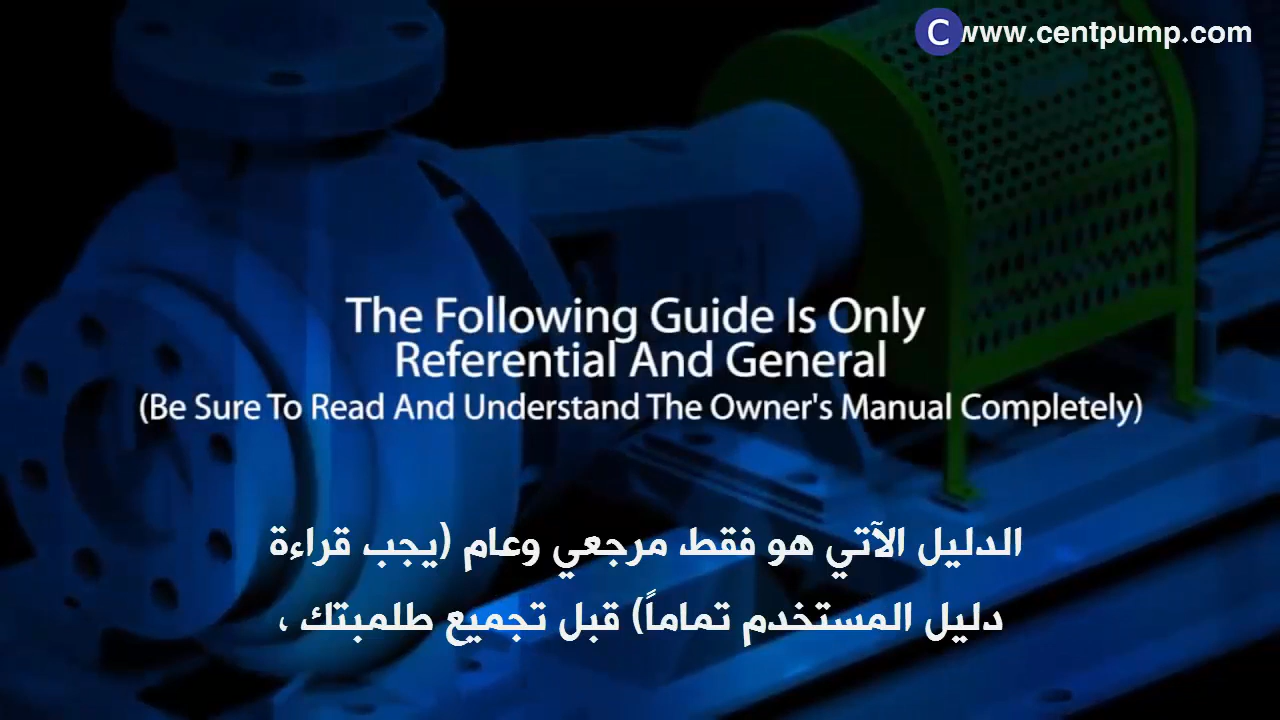 C www.centpump.com
The Following Guide Is Only
Referential And General
(Be Sure To Read And Understand The Owner's Manual Completely)
الدليل الآتي هو فقط مرجعي وعام (يجب قراءة
دليل المستخدم تماماً) قبل تجميع طلمبتك ،